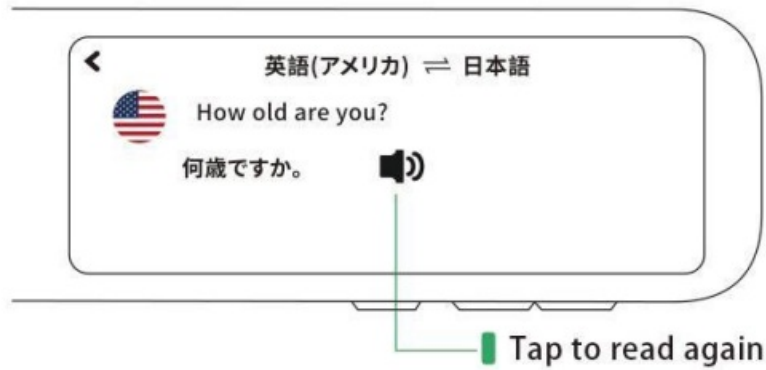 英語(アメリカ) ⇌ 日本語
How old are you?
何歳ですか。
Tap to read again